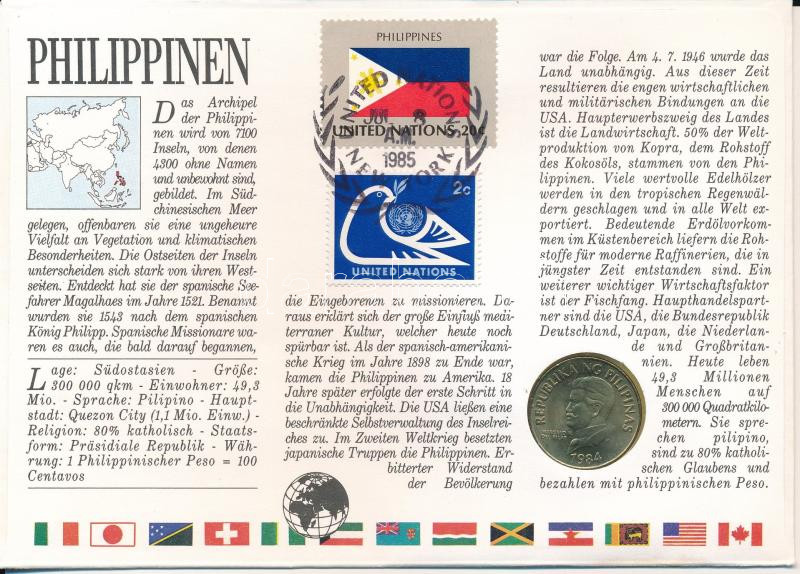 PHILIPPINEN
Das Archipel
der Philippi-
nen wird von 7100
Inseln, von denen
4300 ohne Namen
und unbewohnt sind,
gebildet. Im Süd-
chinesischen Meer
gelegen, offenbaren sie eine ungeheure
Vielfalt an Vegetation und klimatischen
Besonderheiten. Die Ostseiten der Inseln
unterscheiden sich stark von ihren West-
seiten. Entdeckt hat sie der spanische See-
fahrer Magalhaes im Jahre 1521. Benannt
wurden sie 1543 nach dem spanischen
König Philipp. Spanische Missionare wa-
ren es auch, die bald darauf begannen,
Lage: Südostasien - Größe:
300 000 qkm - Einwohner: 49,3
Mio. - Sprache: Pilipino - Haupt-
stadt: Quezon City (1,1 Mio. Einw.) -
Religion: 80% katholisch - Staats-
form: Präsidiale Republik - Wäh-
rung: 1 Philippinischer Peso = 100
Centavos
PHILIPPINES
UNITED NATIONS 20c
UNITED NATIONS
JUL 8
A.M.
1985
NEW YORK
2c
UNITED NATIONS
die Eingeborenen zu missionieren. Da-
raus erklärt sich der große Einfluß medi-
terraner Kultur, welcher heute noch
spürbar ist. Als der spanisch-amerikani-
sche Krieg im Jahre 1898 zu Ende war,
kamen die Philippinen zu Amerika. 18
Jahre später erfolgte der erste Schritt in
die Unabhängigkeit. Die USA ließen eine
beschränkte Selbstverwaltung des Inselrei-
ches zu. Im Zweiten Weltkrieg besetzten
japanische Truppen die Philippinen. Er-
bitterter Widerstand
der Bevölkerung
war die Folge. Am 4. 7. 1946 wurde das
Land unabhängig. Aus dieser Zeit
resultieren die engen wirtschaftlichen
und militärischen Bindungen an die
USA. Haupterwerbszweig des Landes
ist die Landwirtschaft. 50% der Welt-
produktion von Kopra, dem Rohstoff
des Kokosöls, stammen von den Phi-
lippinen. Viele wertvolle Edelhölzer
werden in den tropischen Regenwäl-
dern geschlagen und in alle Welt ex-
portiert. Bedeutende Erdölvorkom-
men im Küstenbereich liefern die Roh-
stoffe für moderne Raffinerien, die in
jüngster Zeit entstanden sind. Ein
weiterer wichtiger Wirtschaftsfaktor
ist der Fischfang. Haupthandelspart-
ner sind die USA, die Bundesrepublik
Deutschland, Japan, die Niederlan-
de und Großbritan-
nien. Heute leben
49,3 Millionen
Menschen auf
300 000 Quadratkilo-
metern. Sie spre-
chen pilipino,
sind zu 80% katholi-
schen Glaubens und
bezahlen mit philippinischen Peso.
REPUBLIKA NG PILIPINAS
1984